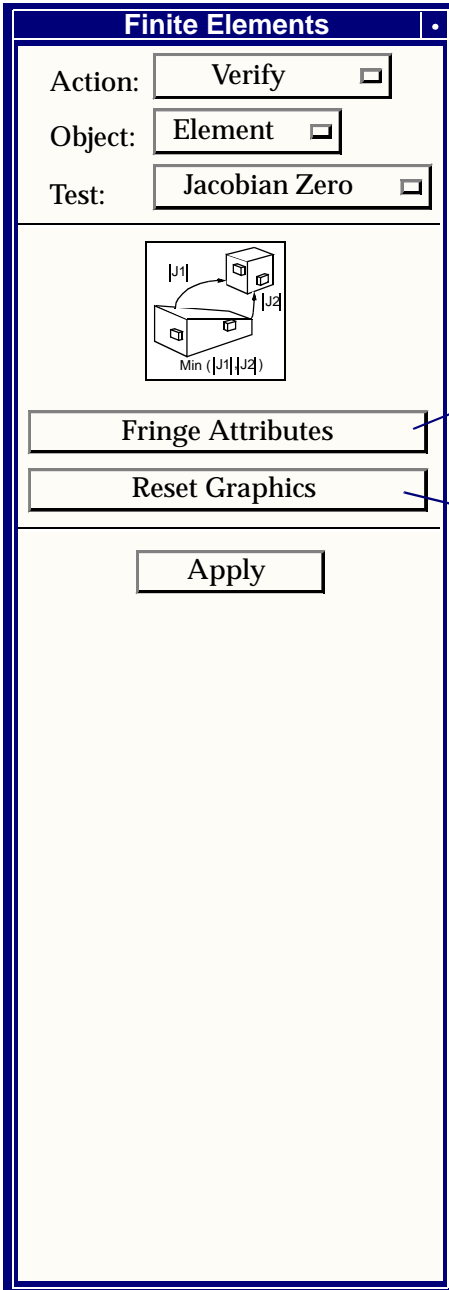 Finite Elements
Action: Verify
Object: Element
Test: Jacobian Zero
|J1|
|J2|
Min ( |J1| , |J2| )
Fringe Attributes
Reset Graphics
Apply